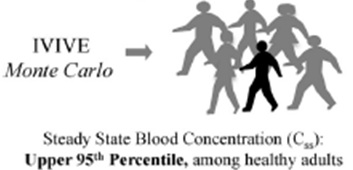 IVIVE
Monte Carlo
Steady State Blood Concentration (Css):
Upper 95th Percentile, among healthy adults